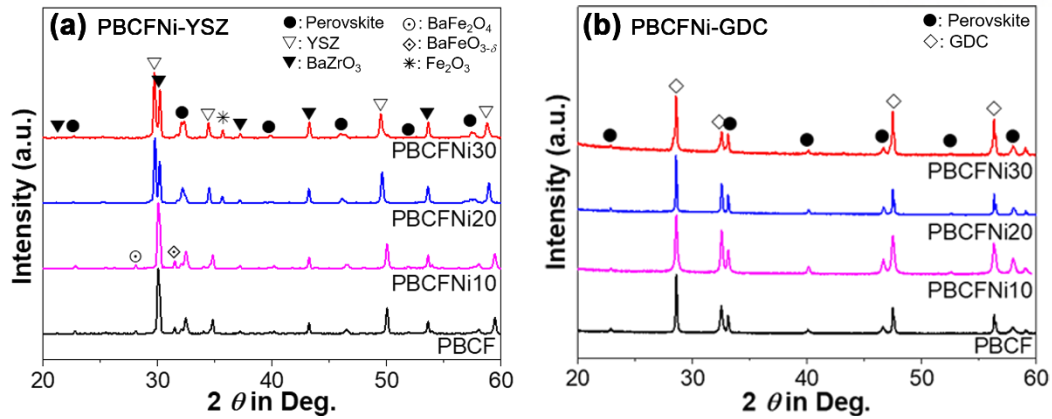 (a) PBCFNi-YSZ
●: Perovskite
▽: YSZ
▼: BaZrO₃
⊙: BaFe₂O₄
⟐: BaFeO₃₋δ
✳: Fe₂O₃
PBCFNi30
PBCFNi20
PBCFNi10
PBCF
Intensity (a.u.)
20 30 40 50 60
2 θ in Deg.
(b) PBCFNi-GDC
●: Perovskite
◇: GDC
PBCFNi30
PBCFNi20
PBCFNi10
PBCF
Intensity (a.u.)
20 30 40 50 60
2 θ in Deg.